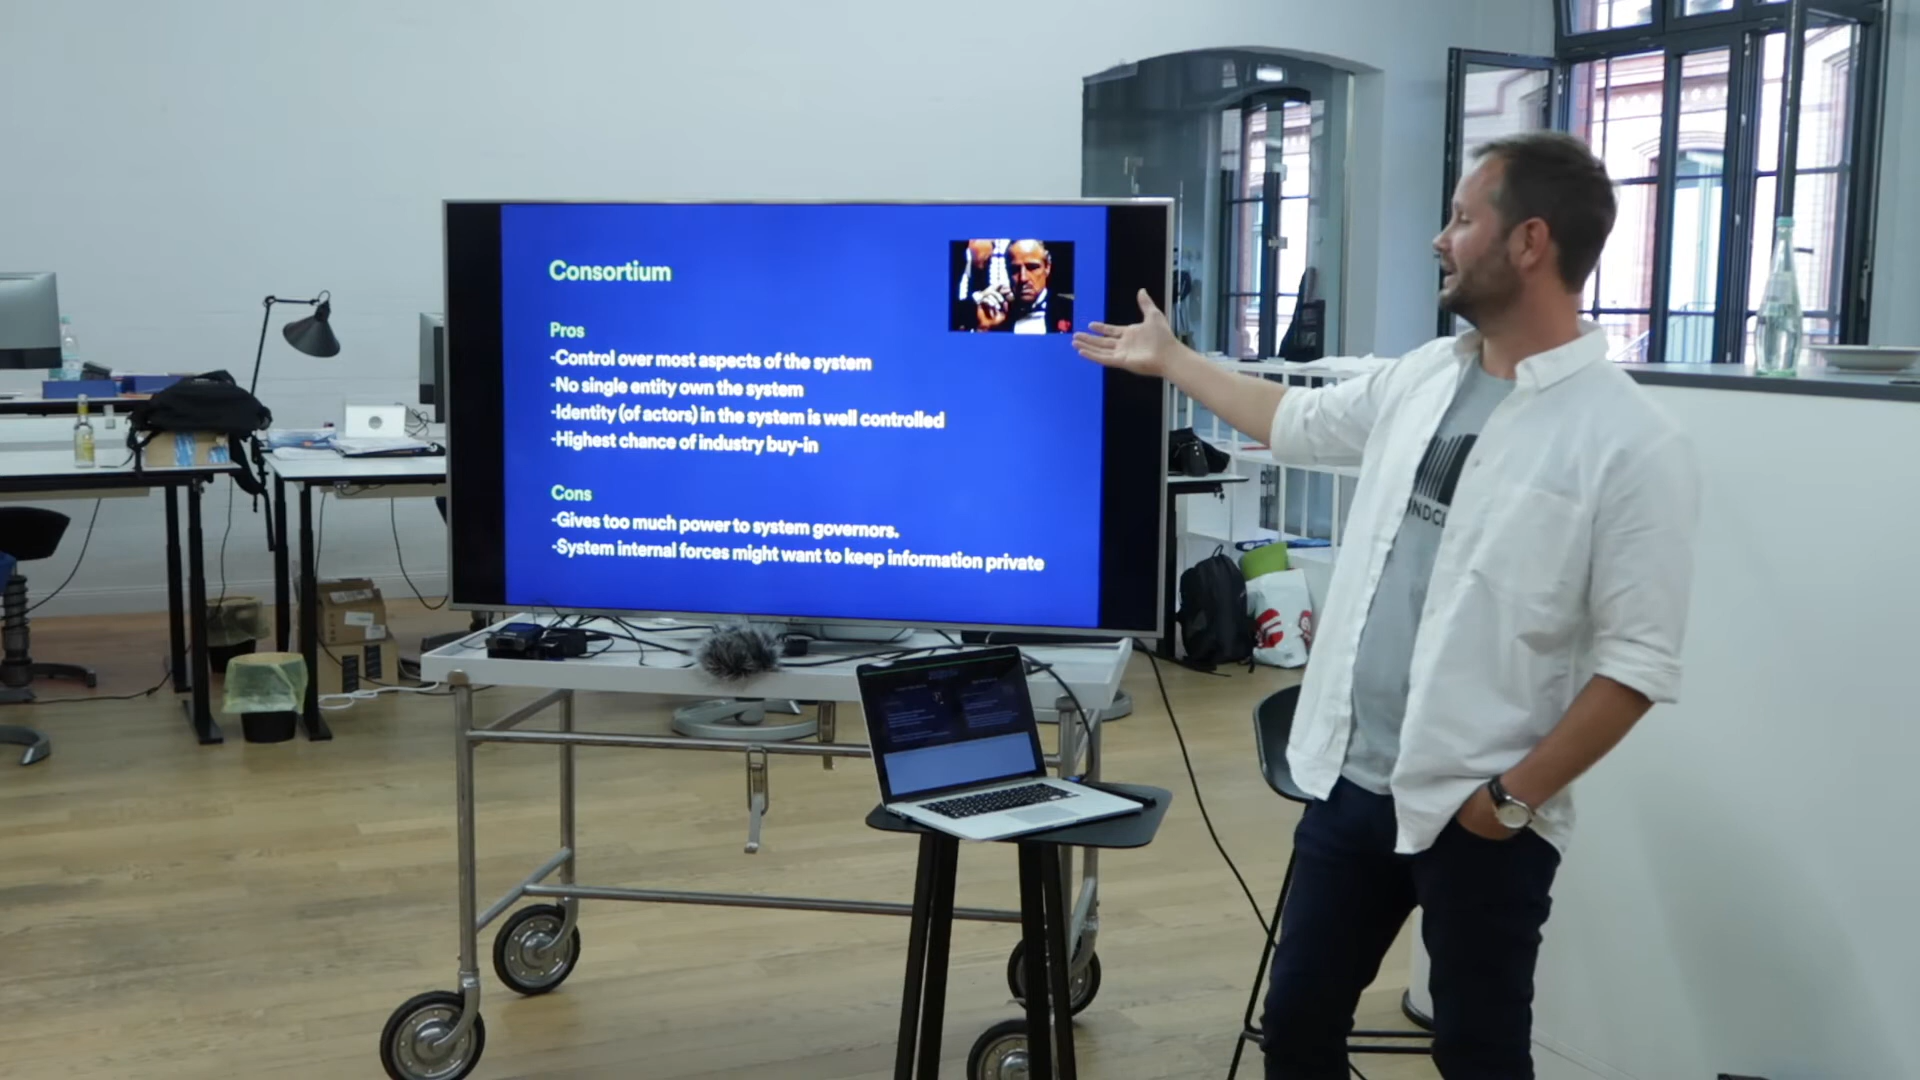 Consortium
Pros
-Control over most aspects of the system
-No single entity own the system
-Identity (of actors) in the system is well controlled
-Highest chance of industry buy-in
Cons
-Gives too much power to system governors.
-System internal forces might want to keep information private
NDCL